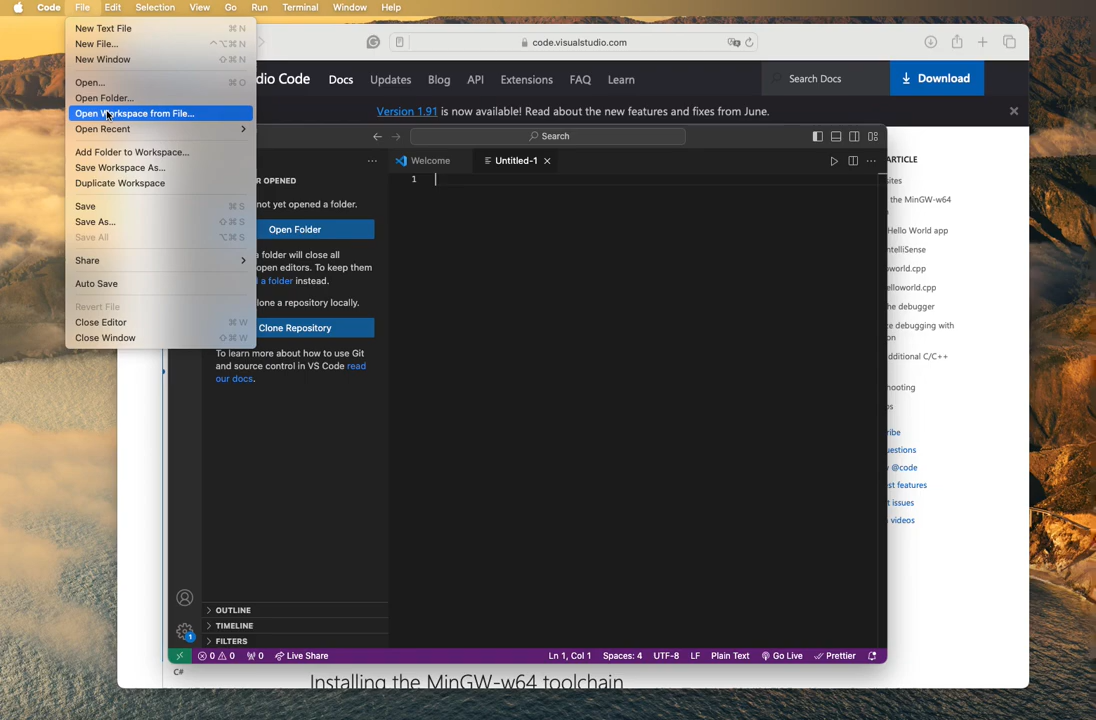 Code File Edit Selection View Go Run Terminal Window Help
New Text File ⌘ N
New File... ^⌥⌘ N
New Window ⇧⌘ N
Open... ⌘ O
Open Folder...
Open Workspace from File...
Open Recent >
Add Folder to Workspace...
Save Workspace As...
Duplicate Workspace
Save ⌘ S
Save As... ⇧⌘ S
Save All ⌥⌘ S
Share >
Auto Save
Revert File
Close Editor ⌘ W
Close Window ⇧⌘ W
code.visualstudio.com
dio Code Docs Updates Blog API Extensions FAQ Learn Search Docs Download
Version 1.91 is now available! Read about the new features and fixes from June.
Search
Welcome Untitled-1
1
R OPENED
not yet opened a folder.
Open Folder
a folder will close all
open editors. To keep them
d a folder instead.
lone a repository locally.
Clone Repository
To learn more about how to use Git
and source control in VS Code read
our docs.
OUTLINE
TIMELINE
FILTERS
1
0 0 0 Live Share Ln 1, Col 1 Spaces: 4 UTF-8 LF Plain Text Go Live Prettier
ARTICLE
sites
the MinGW-w64
Hello World app
ntelliSense
world.cpp
elloworld.cpp
he debugger
ze debugging with
on
dditional C/C++
hooting
ps
ribe
uestions
@code
st features
t issues
videos
C#
Installing the MinGW-w64 toolchain